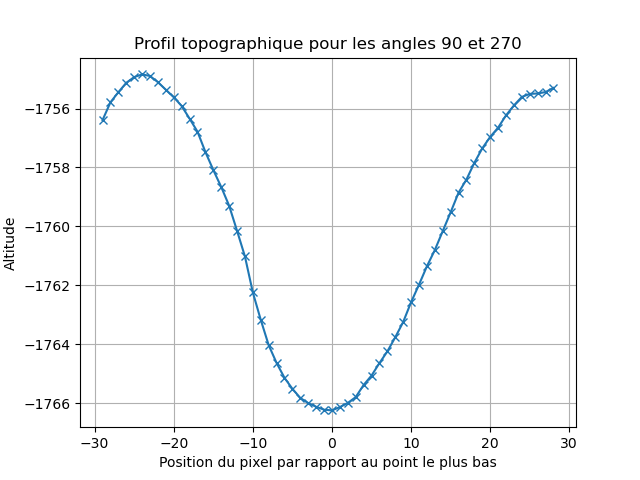 Profil topographique pour les angles 90 et 270
Altitude
−1756
−1758
−1760
−1762
−1764
−1766
−30 −20 −10 0 10 20 30
Position du pixel par rapport au point le plus bas